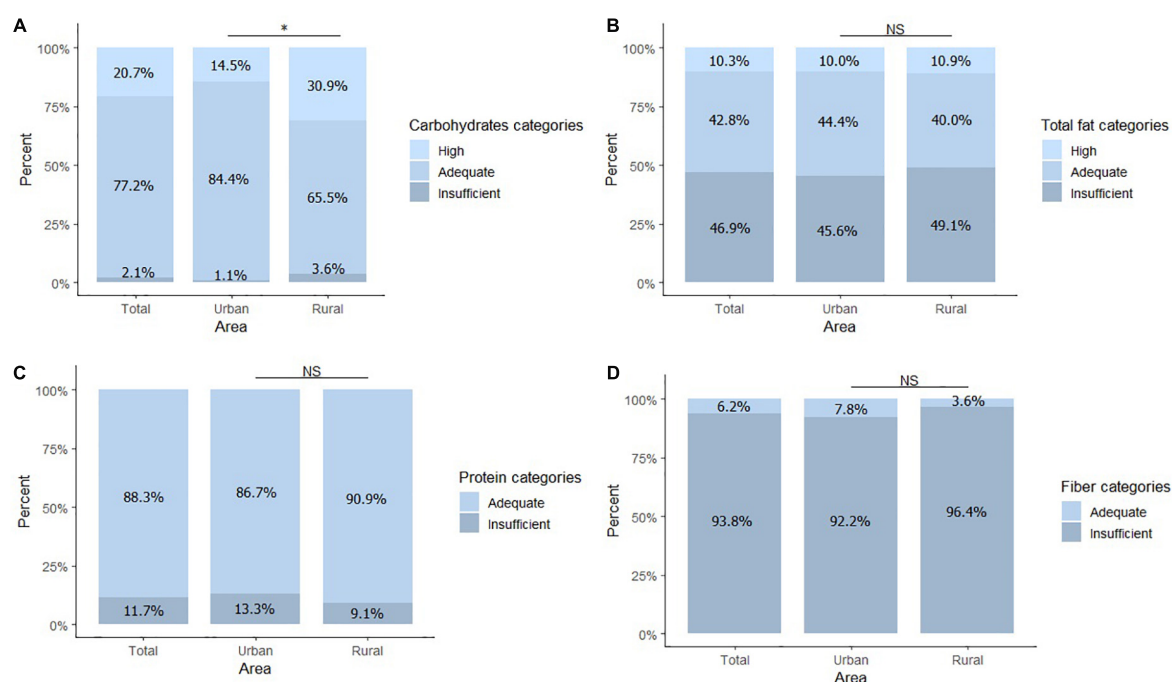 A
*
100%
75%
50%
25%
0%
Percent
20.7%
14.5%
30.9%
77.2%
84.4%
65.5%
2.1%
1.1%
3.6%
Total
Urban
Rural
Area
Carbohydrates categories
High
Adequate
Insufficient
B
NS
100%
75%
50%
25%
0%
Percent
10.3%
10.0%
10.9%
42.8%
44.4%
40.0%
46.9%
45.6%
49.1%
Total
Urban
Rural
Area
Total fat categories
High
Adequate
Insufficient
C
NS
100%
75%
50%
25%
0%
Percent
88.3%
86.7%
90.9%
11.7%
13.3%
9.1%
Total
Urban
Rural
Area
Protein categories
Adequate
Insufficient
D
NS
100%
75%
50%
25%
0%
Percent
6.2%
7.8%
3.6%
93.8%
92.2%
96.4%
Total
Urban
Rural
Area
Fiber categories
Adequate
Insufficient